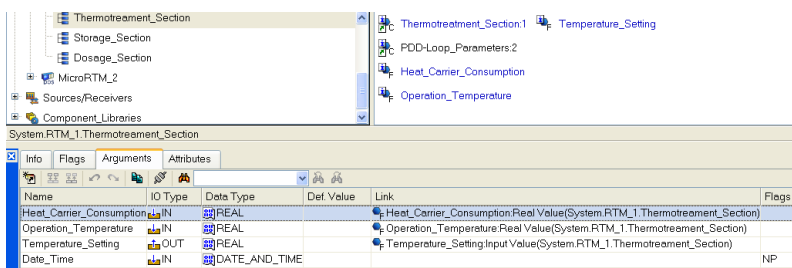 Thermotreament_Section
Storage_Section
Dosage_Section
MicroRTM_2
Sources/Receivers
Component_Libraries
Thermotreatment_Section:1 Temperature_Setting
PDD-Loop_Parameters:2
Heat_Carrier_Consumption
Operation_Temperature
System.RTM_1.Thermotreament_Section
Info Flags Arguments Attributes
Name IO Type Data Type Def. Value Link Flags
Heat_Carrier_Consumption IN REAL Heat_Carrier_Consumption:Real Value(System.RTM_1.Thermotreament_Section)
Operation_Temperature IN REAL Operation_Temperature:Real Value(System.RTM_1.Thermotreament_Section)
Temperature_Setting OUT REAL Temperature_Setting:Input Value(System.RTM_1.Thermotreament_Section)
Date_Time IN DATE_AND_TIME NP